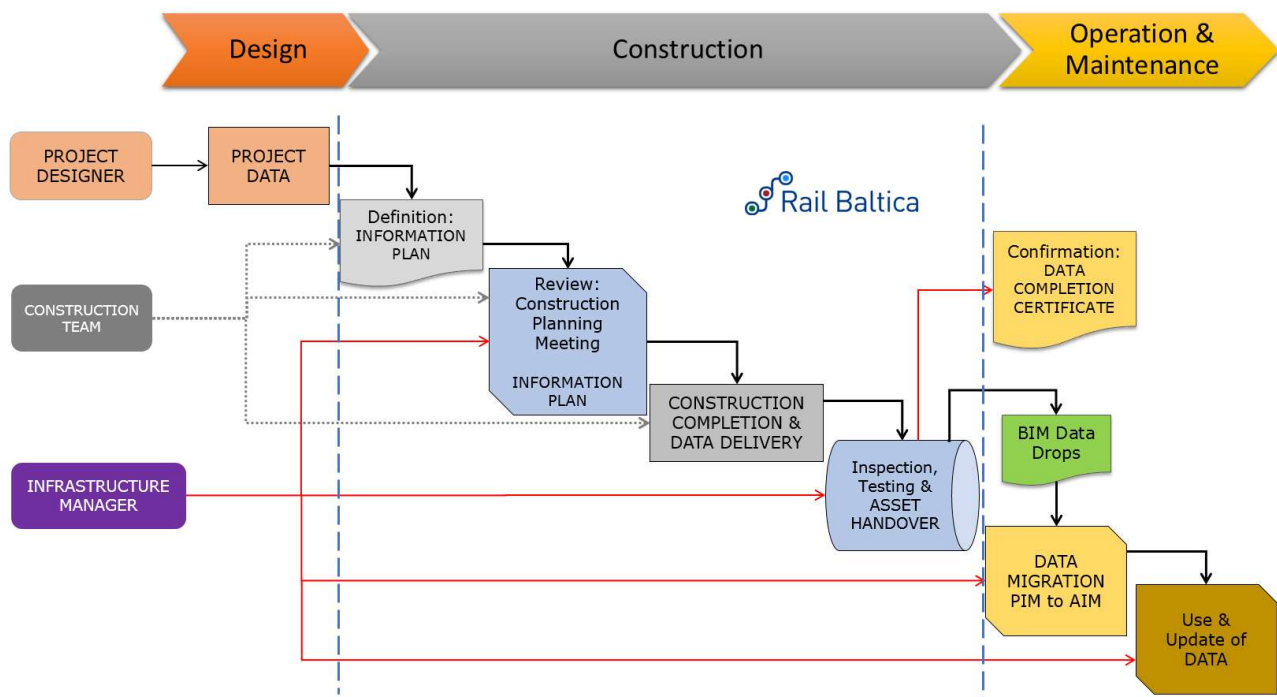 Design
Construction
Operation &
Maintenance
PROJECT
DESIGNER
PROJECT
DATA
Rail Baltica
Definition:
INFORMATION
PLAN
Confirmation:
DATA
COMPLETION
CERTIFICATE
CONSTRUCTION
TEAM
Review:
Construction
Planning
Meeting
INFORMATION
PLAN
CONSTRUCTION
COMPLETION &
DATA DELIVERY
BIM Data
Drops
INFRASTRUCTURE
MANAGER
Inspection,
Testing &
ASSET
HANDOVER
DATA
MIGRATION
PIM to AIM
Use &
Update of
DATA